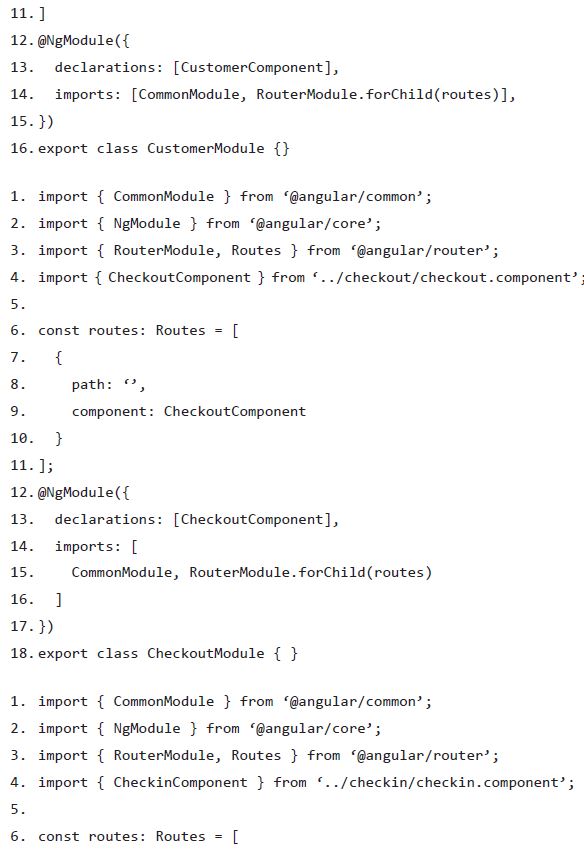 11. ]
12. @NgModule({
13.   declarations: [CustomerComponent],
14.   imports: [CommonModule, RouterModule.forChild(routes)],
15. })
16. export class CustomerModule {}
1. import { CommonModule } from ‘@angular/common’;
2. import { NgModule } from ‘@angular/core’;
3. import { RouterModule, Routes } from ‘@angular/router’;
4. import { CheckoutComponent } from ‘../checkout/checkout.component’;
5.
6. const routes: Routes = [
7.   {
8.     path: ‘’,
9.     component: CheckoutComponent
10.   }
11. ];
12. @NgModule({
13.   declarations: [CheckoutComponent],
14.   imports: [
15.     CommonModule, RouterModule.forChild(routes)
16.   ]
17. })
18. export class CheckoutModule { }
1. import { CommonModule } from ‘@angular/common’;
2. import { NgModule } from ‘@angular/core’;
3. import { RouterModule, Routes } from ‘@angular/router’;
4. import { CheckinComponent } from ‘../checkin/checkin.component’;
5.
6. const routes: Routes = [